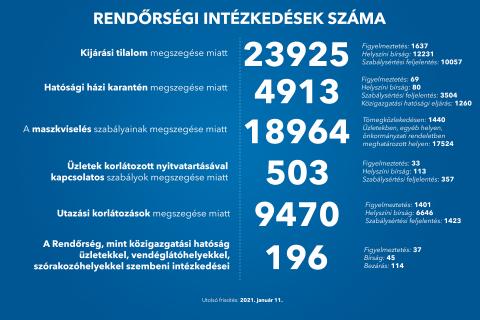 RENDŐRSÉGI INTÉZKEDÉSEK SZÁMA
Kijárási tilalom megszegése miatt
23925
Figyelmeztetés: 1637
Helyszíni bírság: 12231
Szabálysértési feljelentés: 10057
Hatósági házi karantén megszegése miatt
4913
Figyelmeztetés: 69
Helyszíni bírság: 80
Szabálysértési feljelentés: 3504
Közigazgatási hatósági eljárás: 1260
A maszkviselés szabályainak megszegése miatt
18964
Tömegközlekedésen: 1440
Üzletekben, egyéb helyen,
önkormányzati rendeletben
meghatározott helyen: 17524
Üzletek korlátozott nyitvatartásával
kapcsolatos szabályok megszegése miatt
503
Figyelmeztetés: 33
Helyszíni bírság: 113
Szabálysértési feljelentés: 357
Utazási korlátozások megszegése miatt
9470
Figyelmeztetés: 1401
Helyszíni bírság: 6646
Szabálysértési feljelentés: 1423
A Rendőrség, mint közigazgatási hatóság
üzletekkel, vendéglátóhelyekkel,
szórakozóhelyekkel szembeni intézkedései
196
Figyelmeztetés: 37
Bírság: 45
Bezárás: 114
Utolsó frissítés: 2021. január 11.